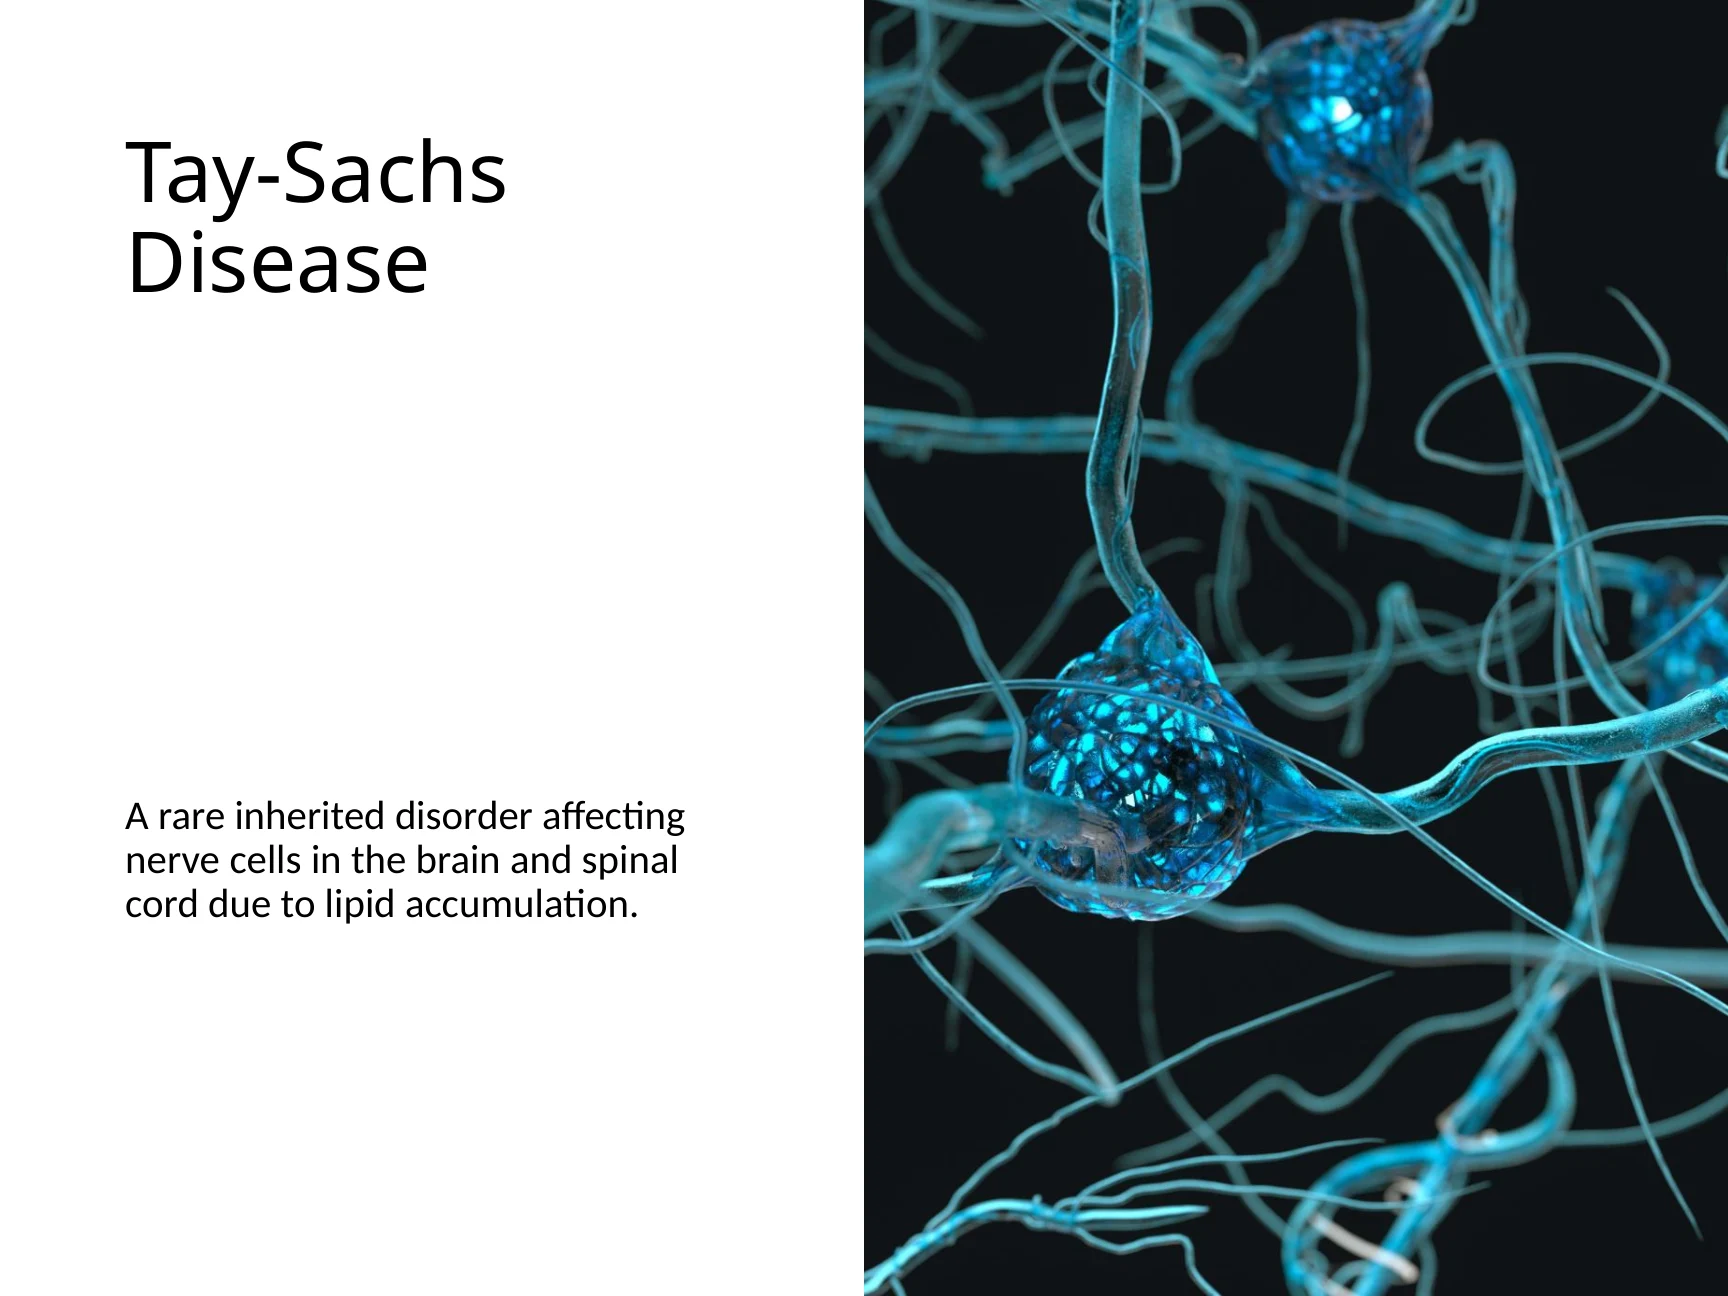 Tay-Sachs
Disease
A rare inherited disorder affecting
nerve cells in the brain and spinal
cord due to lipid accumulation.